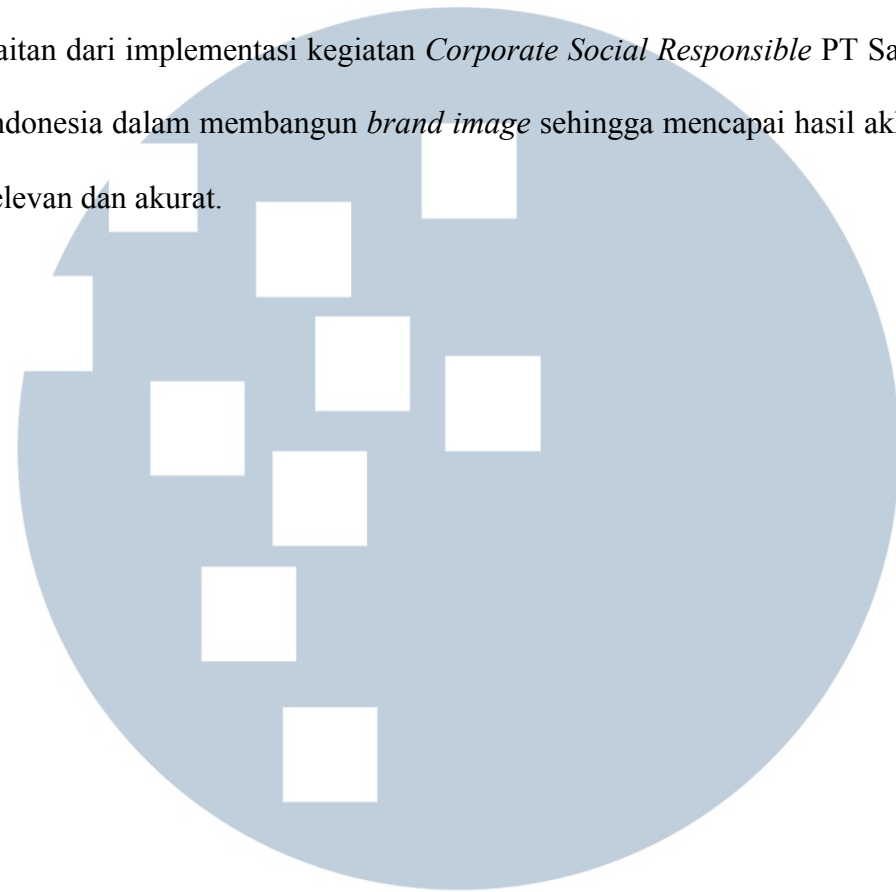 aitan dari implementasi kegiatan Corporate Social Responsible PT Sa
ndonesia dalam membangun brand image sehingga mencapai hasil ak
elevan dan akurat.